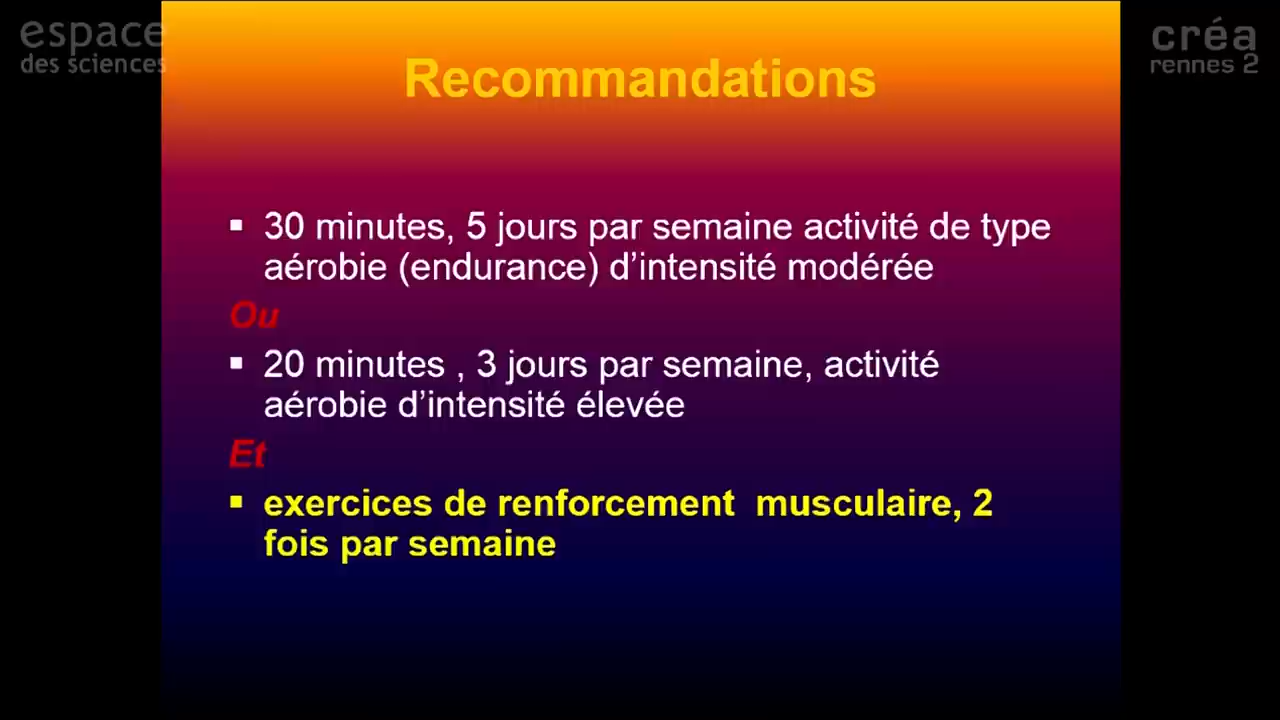 espace
des sciences
créa
rennes 2
Recommandations
▪ 30 minutes, 5 jours par semaine activité de type
aérobie (endurance) d’intensité modérée
Ou
▪ 20 minutes , 3 jours par semaine, activité
aérobie d’intensité élevée
Et
▪ exercices de renforcement musculaire, 2
fois par semaine